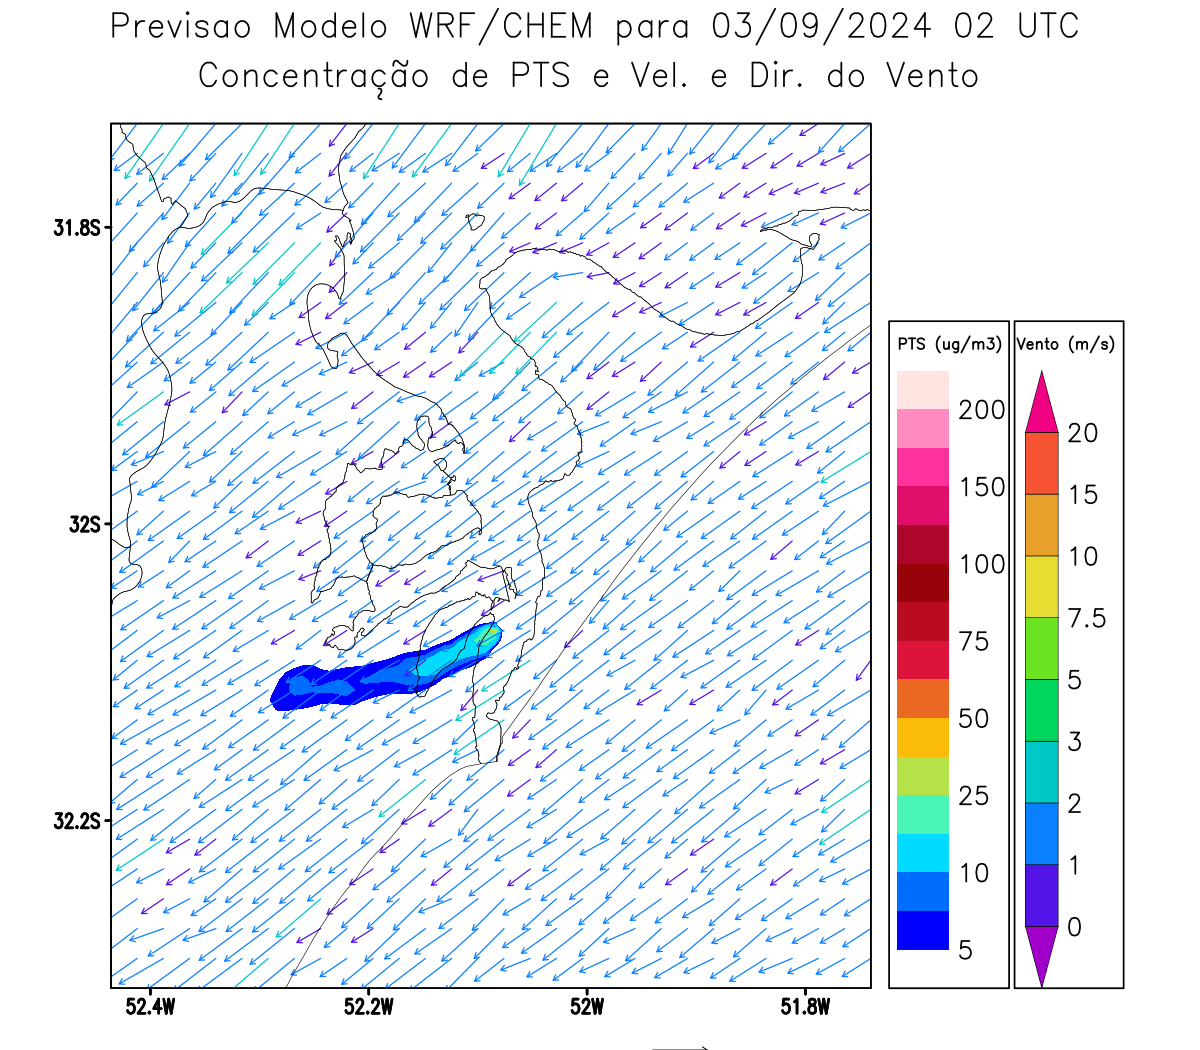 Previsao Modelo WRF/CHEM para 03/09/2024 02 UTC
Concentração de PTS e Vel. e Dir. do Vento
31.8S
32S
32.2S
52.4W
52.2W
52W
51.8W
PTS (ug/m3)
200
150
100
75
50
25
10
5
Vento (m/s)
20
15
10
7.5
5
3
2
1
0